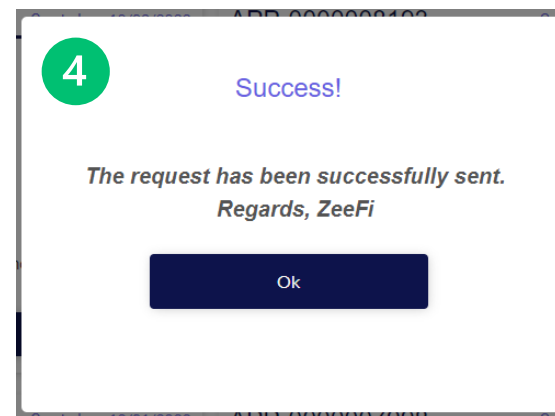 4
Success!
The request has been successfully sent.
Regards, ZeeFi
Ok